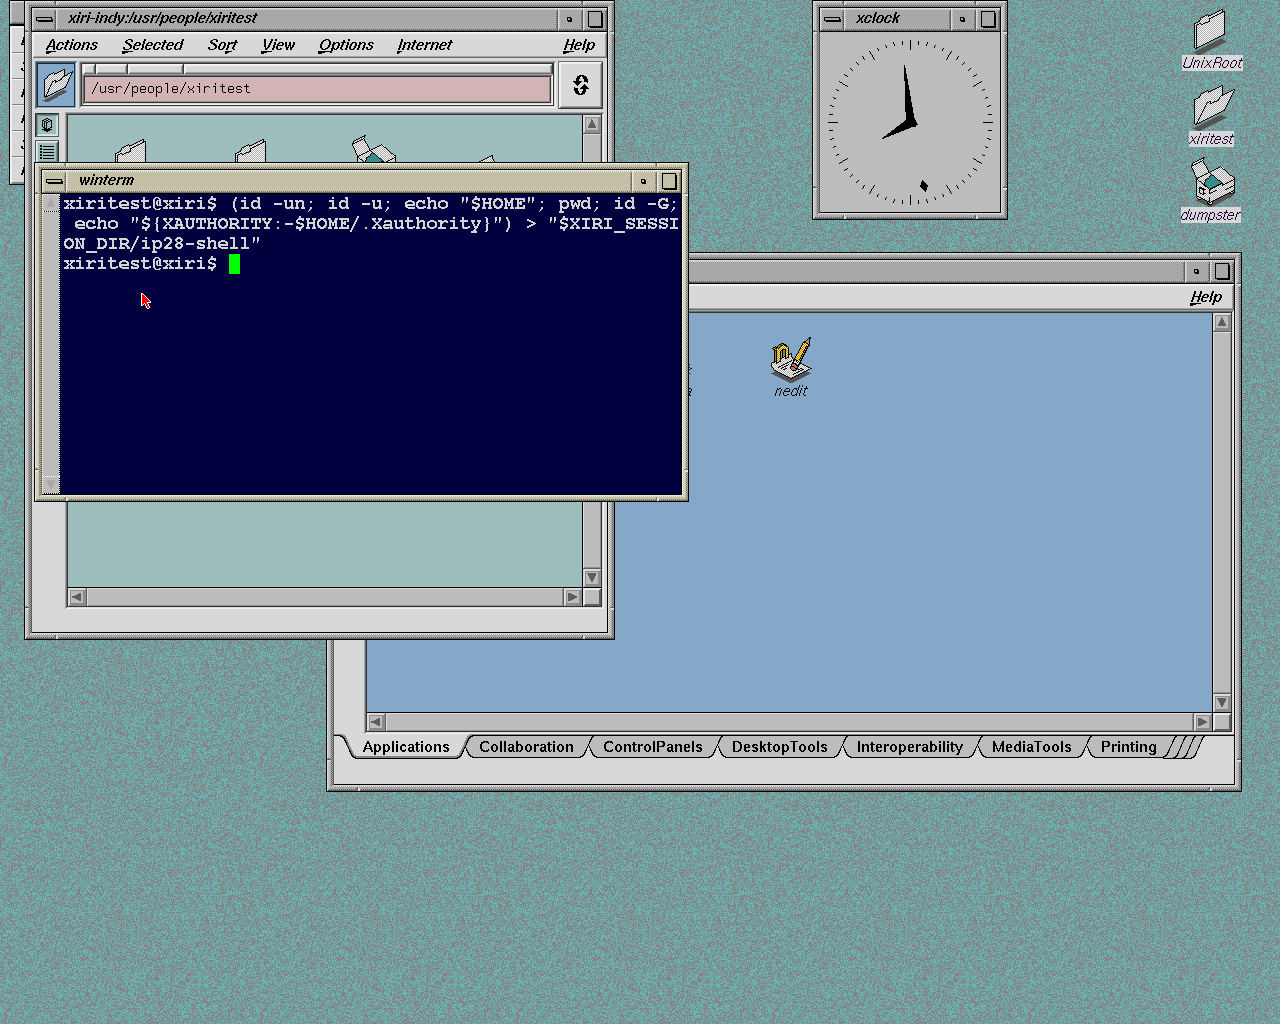 xiri-indy:/usr/people/xiritest
Actions Selected Sort View Options Internet Help
/usr/people/xiritest
winterm
xiritest@xiri$ (id -un; id -u; echo "$HOME"; pwd; id -G;
echo "${XAUTHORITY:-$HOME/.Xauthority}") > "$XIRI_SESSI
ON_DIR/ip28-shell"
xiritest@xiri$
xclock
UnixRoot
xiritest
dumpster
Help
nedit
Applications Collaboration ControlPanels DesktopTools Interoperability MediaTools Printing